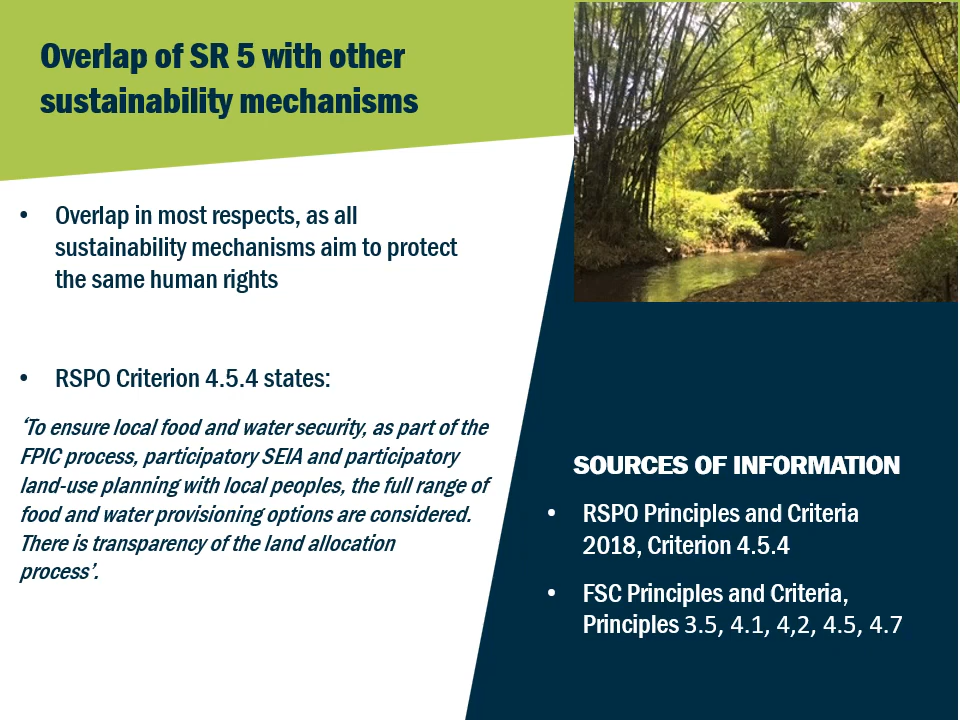 Overlap of SR 5 with other
sustainability mechanisms
• Overlap in most respects, as all
sustainability mechanisms aim to protect
the same human rights
• RSPO Criterion 4.5.4 states:
‘To ensure local food and water security, as part of the
FPIC process, participatory SEIA and participatory
land-use planning with local peoples, the full range of
food and water provisioning options are considered.
There is transparency of the land allocation
process’.
SOURCES OF INFORMATION
• RSPO Principles and Criteria
2018, Criterion 4.5.4
• FSC Principles and Criteria,
Principles 3.5, 4.1, 4,2, 4.5, 4.7